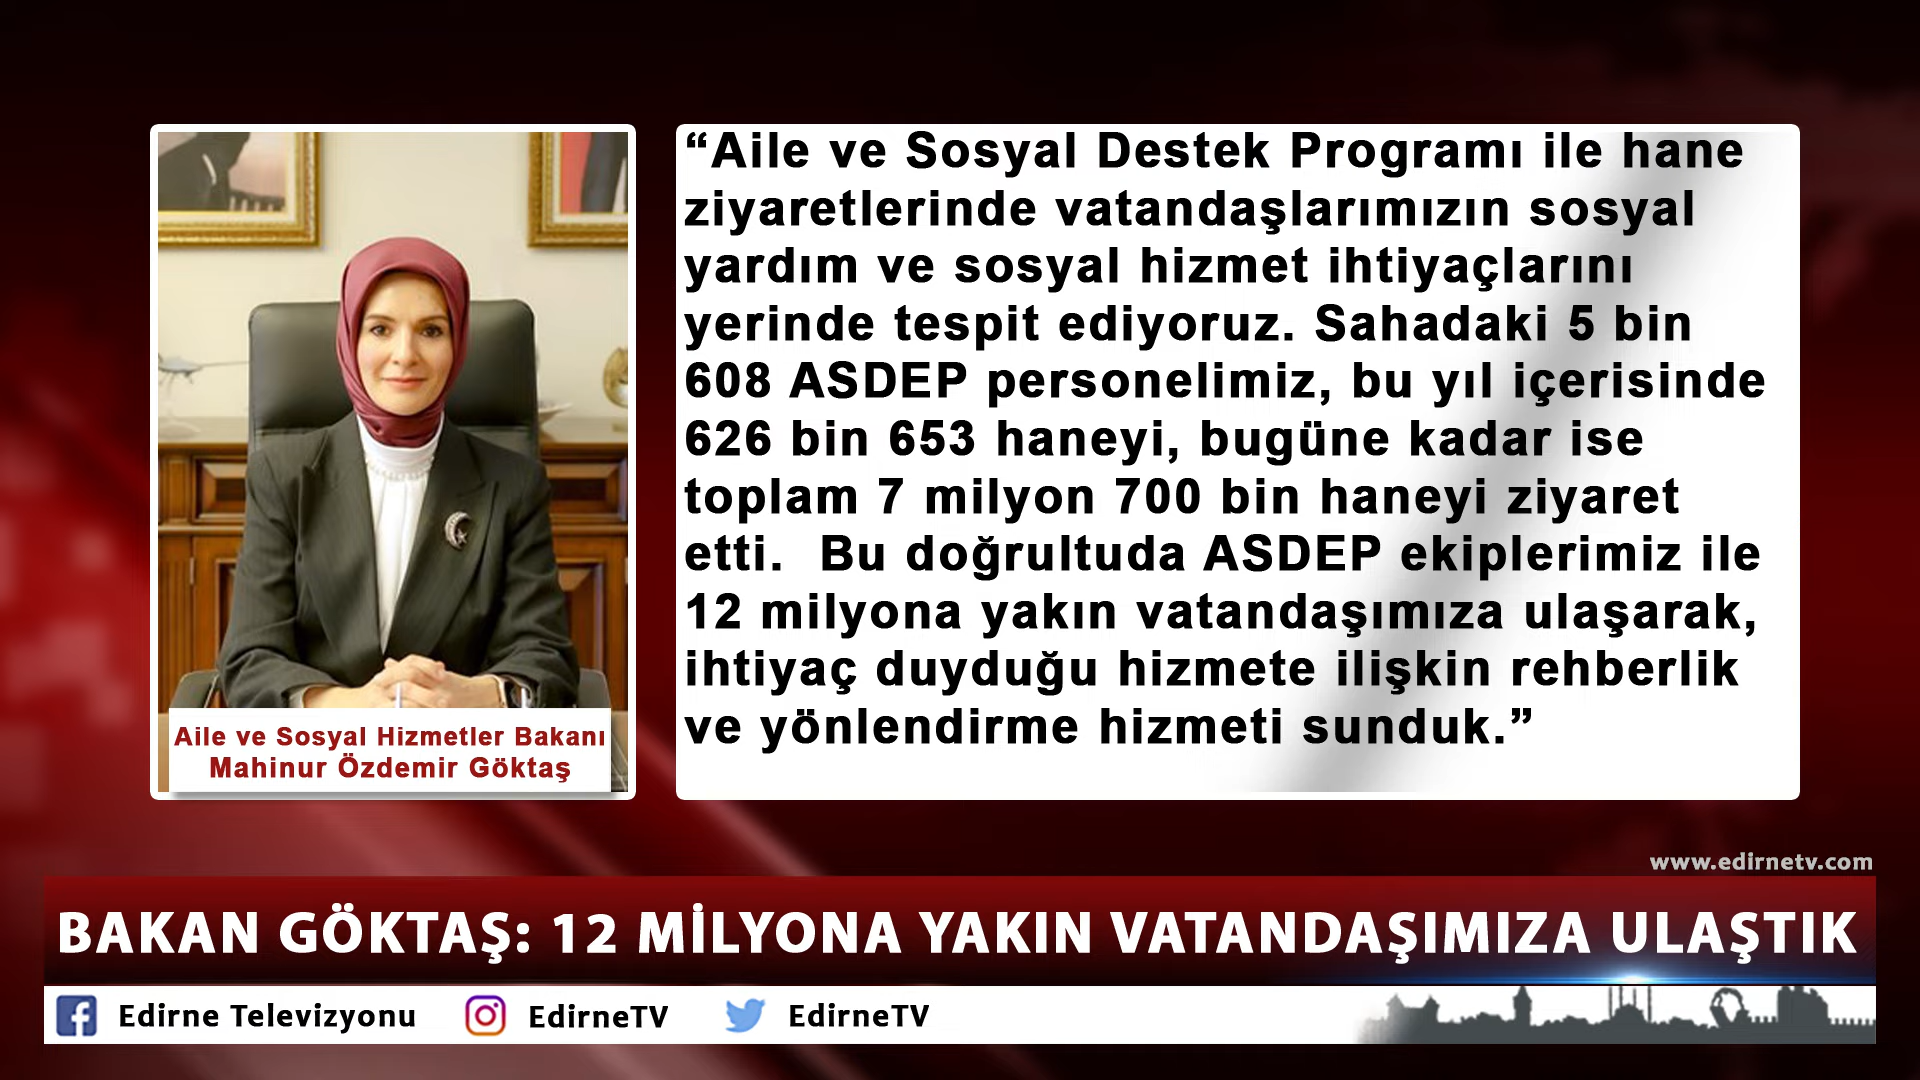 “Aile ve Sosyal Destek Programı ile hane
ziyaretlerinde vatandaşlarımızın sosyal
yardım ve sosyal hizmet ihtiyaçlarını
yerinde tespit ediyoruz. Sahadaki 5 bin
608 ASDEP personelimiz, bu yıl içerisinde
626 bin 653 haneyi, bugüne kadar ise
toplam 7 milyon 700 bin haneyi ziyaret
etti.  Bu doğrultuda ASDEP ekiplerimiz ile
12 milyona yakın vatandaşımıza ulaşarak,
ihtiyaç duyduğu hizmete ilişkin rehberlik
ve yönlendirme hizmeti sunduk.”
Aile ve Sosyal Hizmetler Bakanı
Mahinur Özdemir Göktaş
www.edirnetv.com
BAKAN GÖKTAŞ: 12 MİLYONA YAKIN VATANDAŞIMIZA ULAŞTIK
Edirne Televizyonu
EdirneTV
EdirneTV